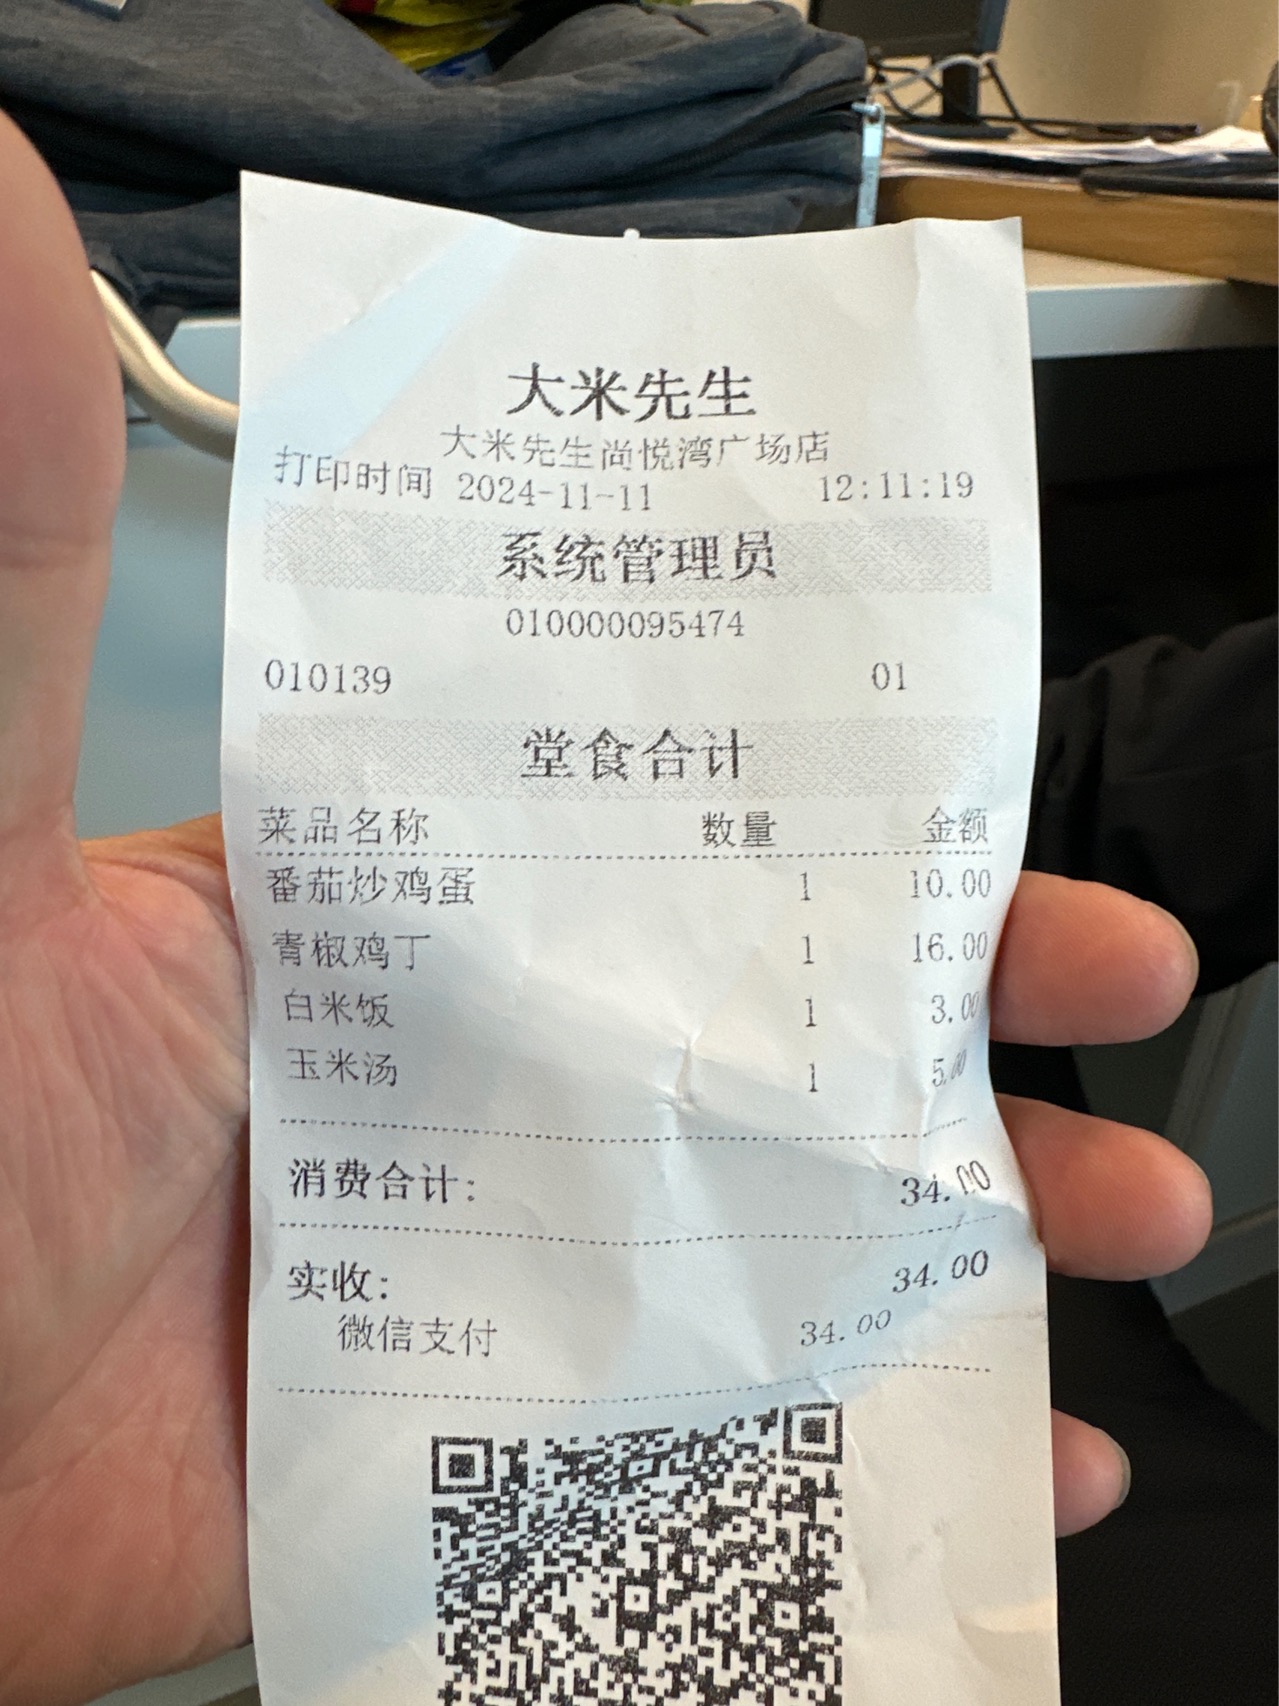 大米先生
大米先生尚悦湾广场店
打印时间 2024-11-11 12:11:19
系统管理员
010000095474
010139 01
堂食合计
菜品名称 数量 金额
番茄炒鸡蛋 1 10.00
青椒鸡丁 1 16.00
白米饭 1 3.00
玉米汤 1 5.00
消费合计: 34.00
实收: 34.00
微信支付 34.00